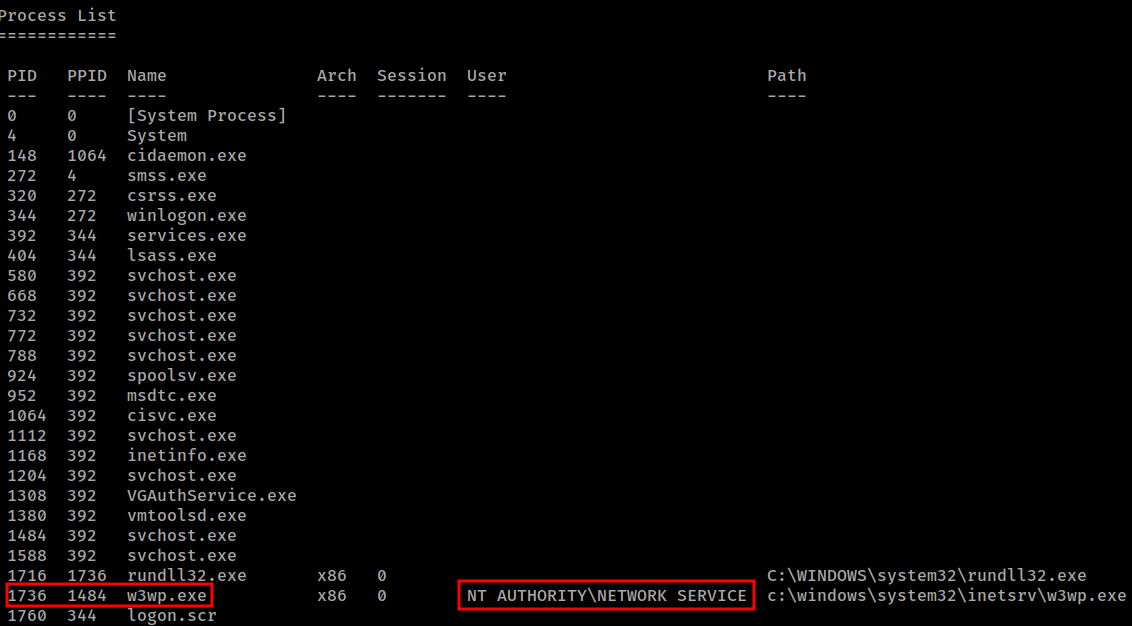 Process List
============
PID PPID Name Arch Session User Path
--- ---- ---- ---- ------- ---- ----
0 0 [System Process]
4 0 System
148 1064 cidaemon.exe
272 4 smss.exe
320 272 csrss.exe
344 272 winlogon.exe
392 344 services.exe
404 344 lsass.exe
580 392 svchost.exe
668 392 svchost.exe
732 392 svchost.exe
772 392 svchost.exe
788 392 svchost.exe
924 392 spoolsv.exe
952 392 msdtc.exe
1064 392 cisvc.exe
1112 392 svchost.exe
1168 392 inetinfo.exe
1204 392 svchost.exe
1308 392 VGAuthService.exe
1380 392 vmtoolsd.exe
1484 392 svchost.exe
1588 392 svchost.exe
1716 1736 rundll32.exe x86 0 C:\WINDOWS\system32\rundll32.exe
1736 1484 w3wp.exe x86 0 NT AUTHORITY\NETWORK SERVICE c:\windows\system32\inetsrv\w3wp.exe
1760 344 logon.scr